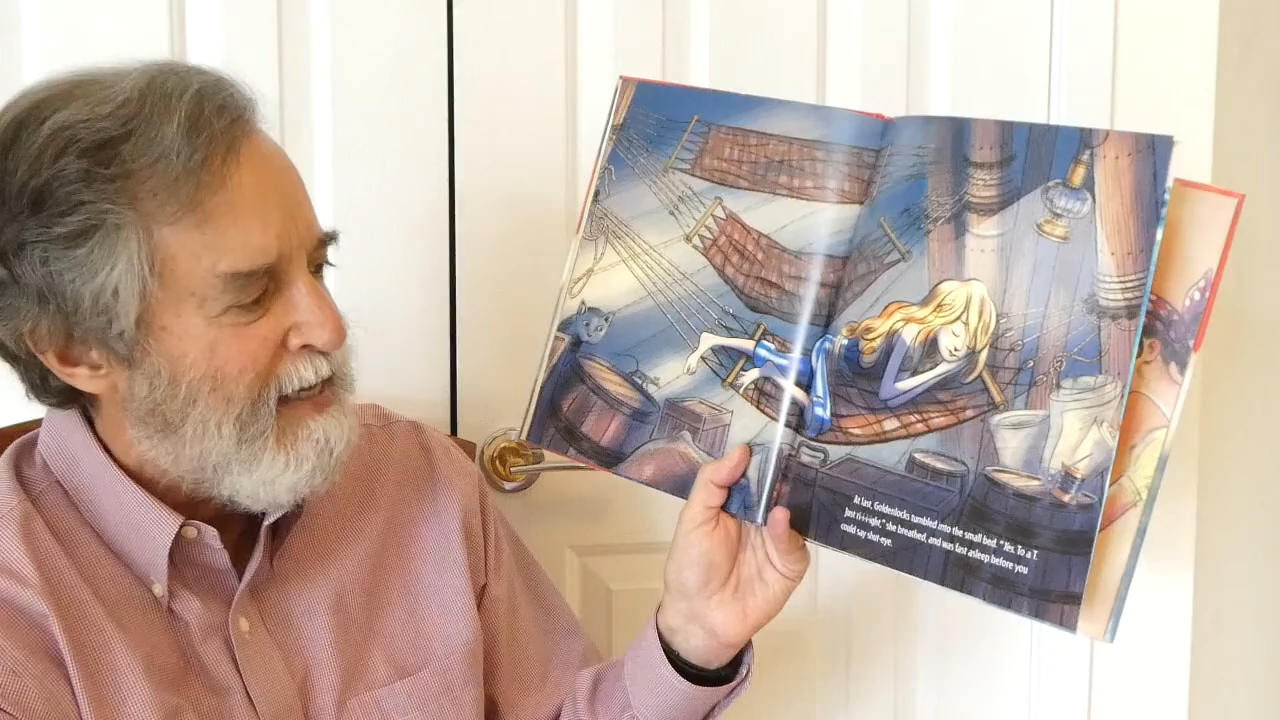 At last, Goldenlocks tumbled into the small bed. "Yes. To a T.
Just ri-i-i-ight," she breathed, and was fast asleep before you
could say shut-eye.